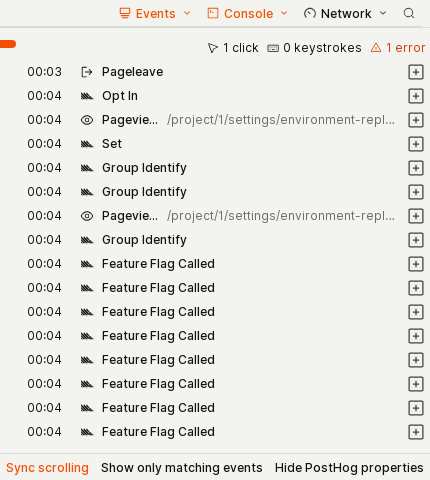 Events Console Network
1 click 0 keystrokes 1 error
00:03 Pageleave
00:04 Opt In
00:04 Pagevie... /project/1/settings/environment-repl...
00:04 Set
00:04 Group Identify
00:04 Group Identify
00:04 Pagevie... /project/1/settings/environment-repl...
00:04 Group Identify
00:04 Feature Flag Called
00:04 Feature Flag Called
00:04 Feature Flag Called
00:04 Feature Flag Called
00:04 Feature Flag Called
00:04 Feature Flag Called
00:04 Feature Flag Called
00:04 Feature Flag Called
Sync scrolling Show only matching events Hide PostHog properties